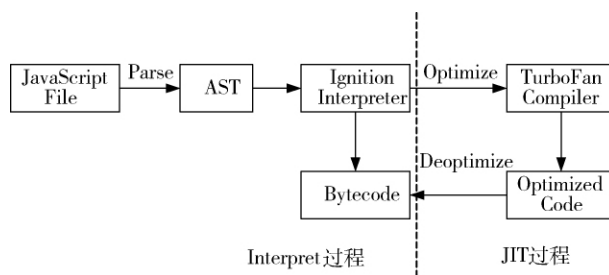 JavaScript
File
Parse
AST
Ignition
Interpreter
Optimize
TurboFan
Compiler
Bytecode
Deoptimize
Optimized
Code
Interpret过程
JIT过程